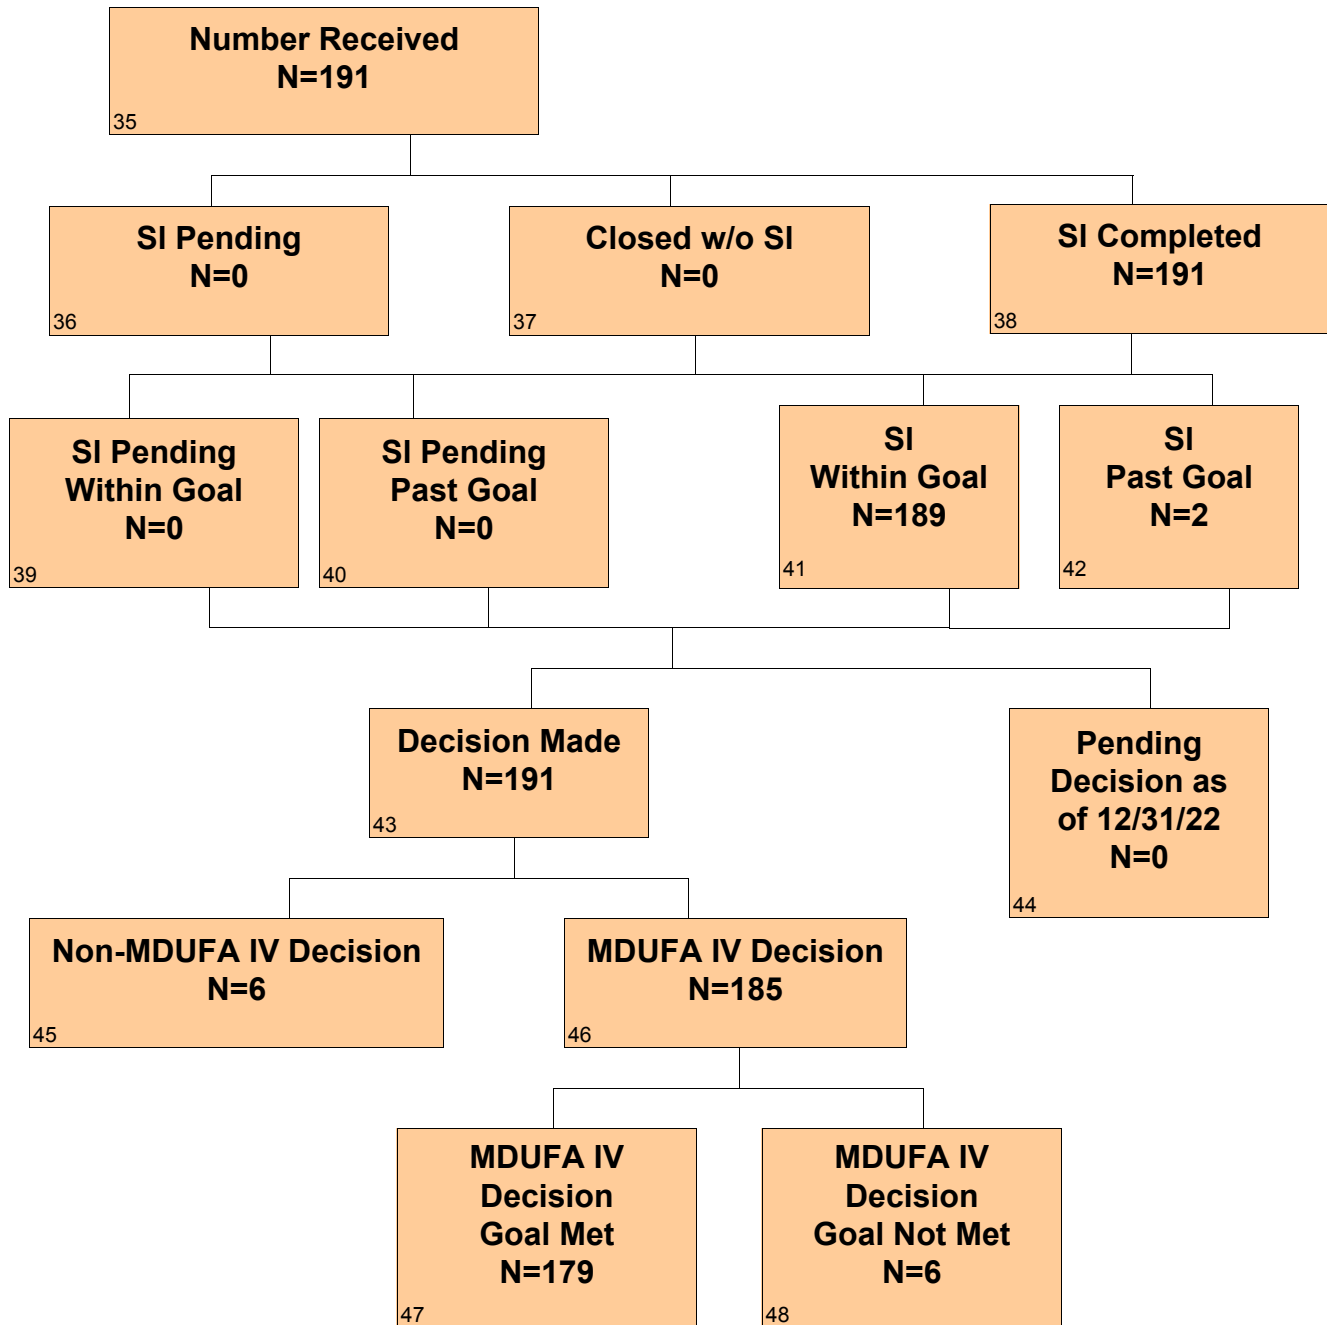 Number Received
N=191
35
SI Pending
N=0
36
Closed w/o SI
N=0
37
SI Completed
N=191
38
SI Pending
Within Goal
N=0
39
SI Pending
Past Goal
N=0
40
SI
Within Goal
N=189
41
SI
Past Goal
N=2
42
Decision Made
N=191
43
Pending
Decision as
of 12/31/22
N=0
44
Non-MDUFA IV Decision
N=6
45
MDUFA IV Decision
N=185
46
MDUFA IV
Decision
Goal Met
N=179
47
MDUFA IV
Decision
Goal Not Met
N=6
48